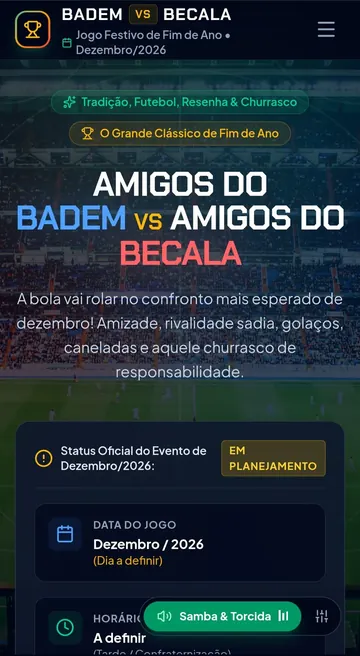 BADEM VS BECALA
Jogo Festivo de Fim de Ano •
Dezembro/2026
Tradição, Futebol, Resenha & Churrasco
O Grande Clássico de Fim de Ano
AMIGOS DO
BADEM VS AMIGOS DO
BECALA
A bola vai rolar no confronto mais esperado de
dezembro! Amizade, rivalidade sadia, golaços,
caneladas e aquele churrasco de
responsabilidade.
Status Oficial do Evento de
Dezembro/2026:
EM
PLANEJAMENTO
DATA DO JOGO
Dezembro / 2026
(Dia a definir)
Samba & Torcida
A definir
(Tarde / Confraternização)